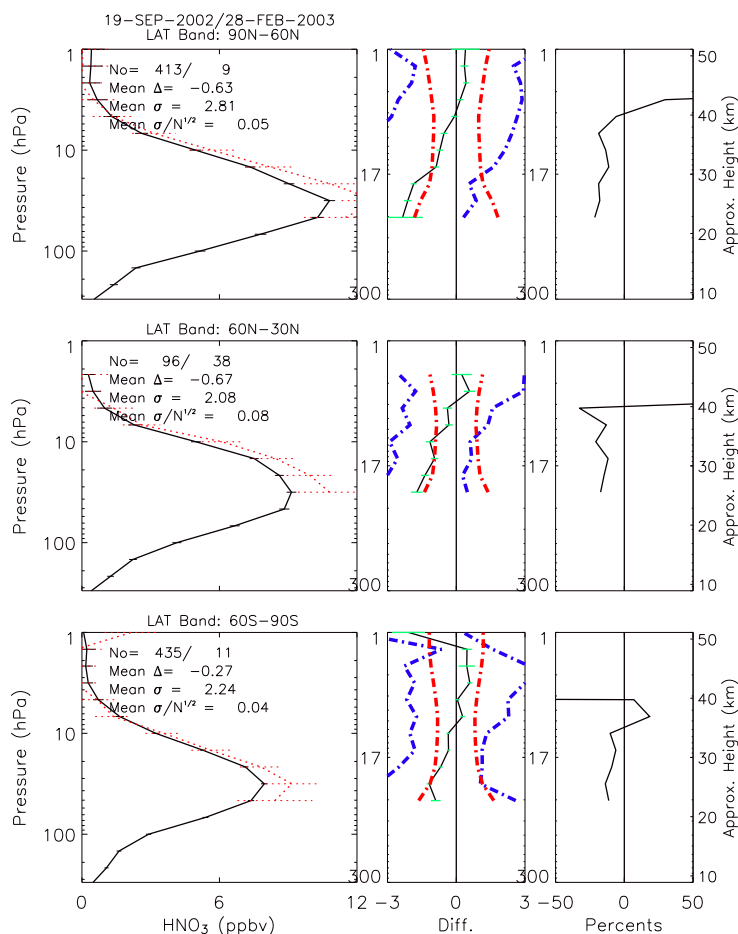 19-SEP-2002/28-FEB-2003
LAT Band: 90N-60N
No= 413/ 9
Mean Δ= -0.63
Mean σ = 2.81
Mean σ/N^1/2 = 0.05
Pressure (hPa)
1
10
100
1
17
300
1
17
300
50
40
30
20
10
Approx. Height (km)
LAT Band: 60N-30N
No= 96/ 38
Mean Δ= -0.67
Mean σ = 2.08
Mean σ/N^1/2 = 0.08
Pressure (hPa)
1
10
100
1
17
300
1
17
300
50
40
30
20
10
Approx. Height (km)
LAT Band: 60S-90S
No= 435/ 11
Mean Δ= -0.27
Mean σ = 2.24
Mean σ/N^1/2 = 0.04
Pressure (hPa)
1
10
100
1
17
300
1
17
300
50
40
30
20
10
Approx. Height (km)
0 3 6 9 12
-3 0 3
-50 0 50
HNO₃ (ppbv)
Diff.
Percents